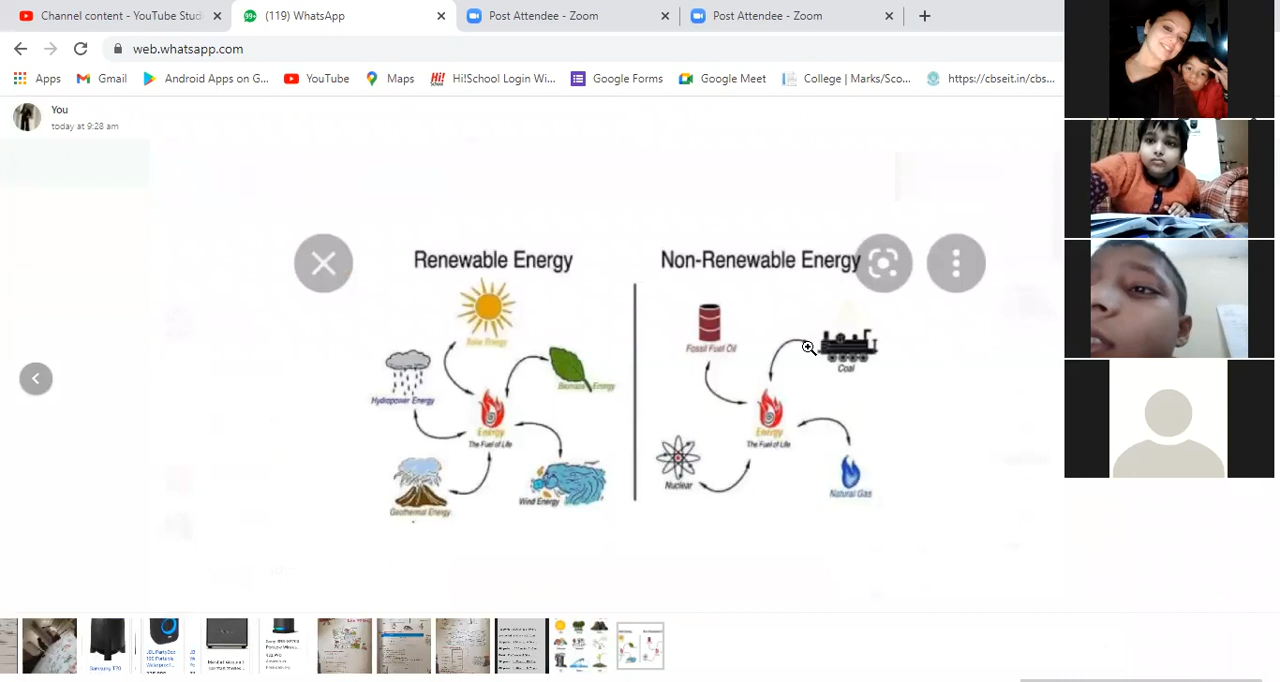 Channel content - YouTube Stud
(119) WhatsApp
Post Attendee - Zoom
Post Attendee - Zoom
web.whatsapp.com
Apps
Gmail
Android Apps on G...
YouTube
Maps
Hi!School Login Wi...
Google Forms
Google Meet
College | Marks/Sco...
https://cbseit.in/cbs...
You
today at 9:28 am
Renewable Energy
Non-Renewable Energy
Solar Energy
Fossil Fuel Oil
Coal
Hydropower Energy
Biomass Energy
Energy
The Fuel of Life
Energy
The Fuel of Life
Geothermal Energy
Wind Energy
Nuclear
Natural Gas
Samsung T20